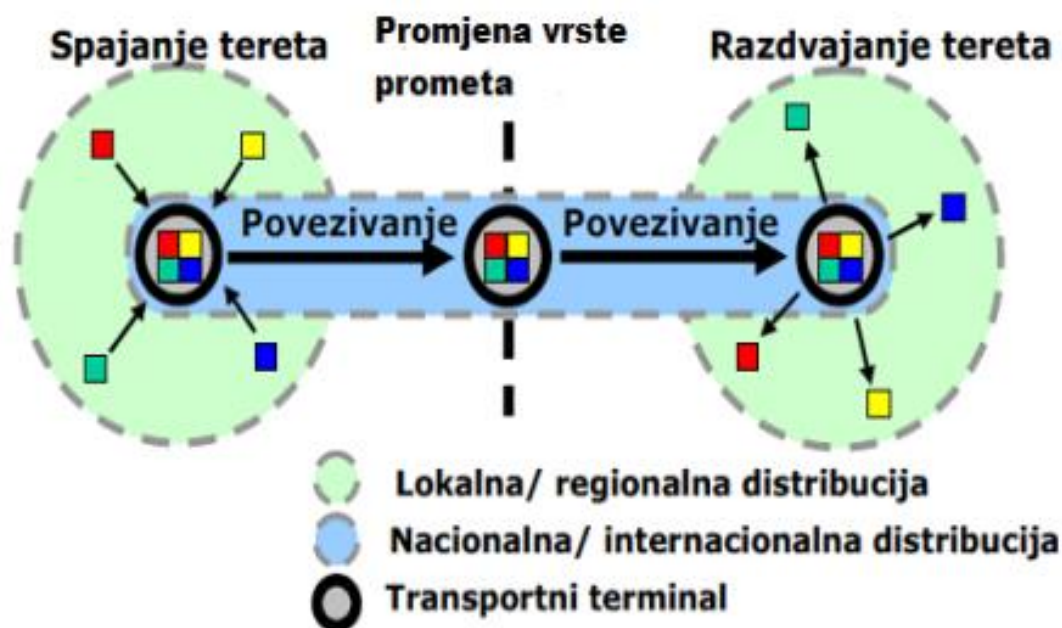 Spajanje tereta
Promjena vrste
prometa
Razdvajanje tereta
Povezivanje
Povezivanje
Lokalna/ regionalna distribucija
Nacionalna/ internacionalna distribucija
Transportni terminal